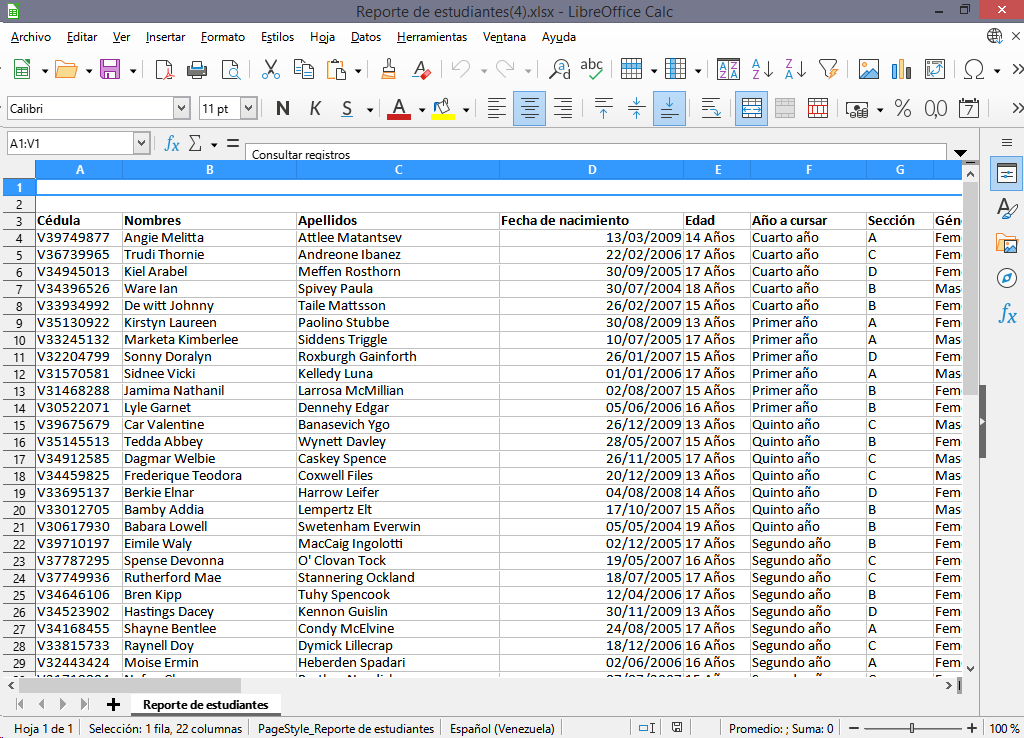 Reporte de estudiantes(4).xlsx - LibreOffice Calc
Archivo Editar Ver Insertar Formato Estilos Hoja Datos Herramientas Ventana Ayuda
Calibri 11 pt N K S A
A1:V1 fx Σ = Consultar registros
A B C D E F G
1
2
3 Cédula Nombres Apellidos Fecha de nacimiento Edad Año a cursar Sección Gén
4 V39749877 Angie Melitta Attlee Matantsev 13/03/2009 14 Años Cuarto año A Fem
5 V36739965 Trudi Thornie Andreone Ibanez 22/02/2006 17 Años Cuarto año C Fem
6 V34945013 Kiel Arabel Meffen Rosthorn 30/09/2005 17 Años Cuarto año D Fem
7 V34396526 Ware Ian Spivey Paula 30/07/2004 18 Años Cuarto año B Mas
8 V33934992 De witt Johnny Taile Mattsson 26/02/2007 15 Años Cuarto año B Fem
9 V35130922 Kirstyn Laureen Paolino Stubbe 30/08/2009 13 Años Primer año A Fem
10 V33245132 Marketa Kimberlee Siddens Triggle 10/07/2005 17 Años Primer año A Mas
11 V32204799 Sonny Doralyn Roxburgh Gainforth 26/01/2007 15 Años Primer año D Fem
12 V31570581 Sidnee Vicki Kelledy Luna 01/01/2006 17 Años Primer año A Mas
13 V31468288 Jamima Nathanil Larrosa McMillian 02/08/2007 15 Años Primer año B Fem
14 V30522071 Lyle Garnet Dennehy Edgar 05/06/2006 16 Años Primer año B Fem
15 V39675679 Car Valentine Banasevich Ygo 26/12/2009 13 Años Quinto año C Mas
16 V35145513 Tedda Abbey Wynett Davley 28/05/2007 15 Años Quinto año B Fem
17 V34912585 Dagmar Welbie Caskey Spence 26/11/2005 17 Años Quinto año C Mas
18 V34459825 Frederique Teodora Coxwell Files 20/12/2009 13 Años Quinto año C Mas
19 V33695137 Berkie Elnar Harrow Leifer 04/08/2008 14 Años Quinto año D Fem
20 V33012705 Bamby Addia Lempertz Elt 17/10/2007 15 Años Quinto año B Mas
21 V30617930 Babara Lowell Swetenham Everwin 05/05/2004 19 Años Quinto año B Fem
22 V39710197 Eimile Waly MacCaig Ingolotti 02/12/2005 17 Años Segundo año B Fem
23 V37787295 Spense Devonna O' Clovan Tock 19/05/2007 16 Años Segundo año C Fem
24 V37749936 Rutherford Mae Stannering Ockland 18/07/2005 17 Años Segundo año C Fem
25 V34646106 Bren Kipp Tuhy Spencook 12/04/2006 17 Años Segundo año B Fem
26 V34523902 Hastings Dacey Kennon Guislin 30/11/2009 13 Años Segundo año D Fem
27 V34168455 Shayne Bentlee Condy McElvine 24/08/2005 17 Años Segundo año A Fem
28 V33815733 Raynell Doy Dymick Lillecrap 18/12/2006 16 Años Segundo año C Fem
29 V32443424 Moise Ermin Heberden Spadari 02/06/2006 16 Años Segundo año A Fem
Reporte de estudiantes
Hoja 1 de 1 Selección: 1 fila, 22 columnas PageStyle_Reporte de estudiantes Español (Venezuela) Promedio: ; Suma: 0 100 %